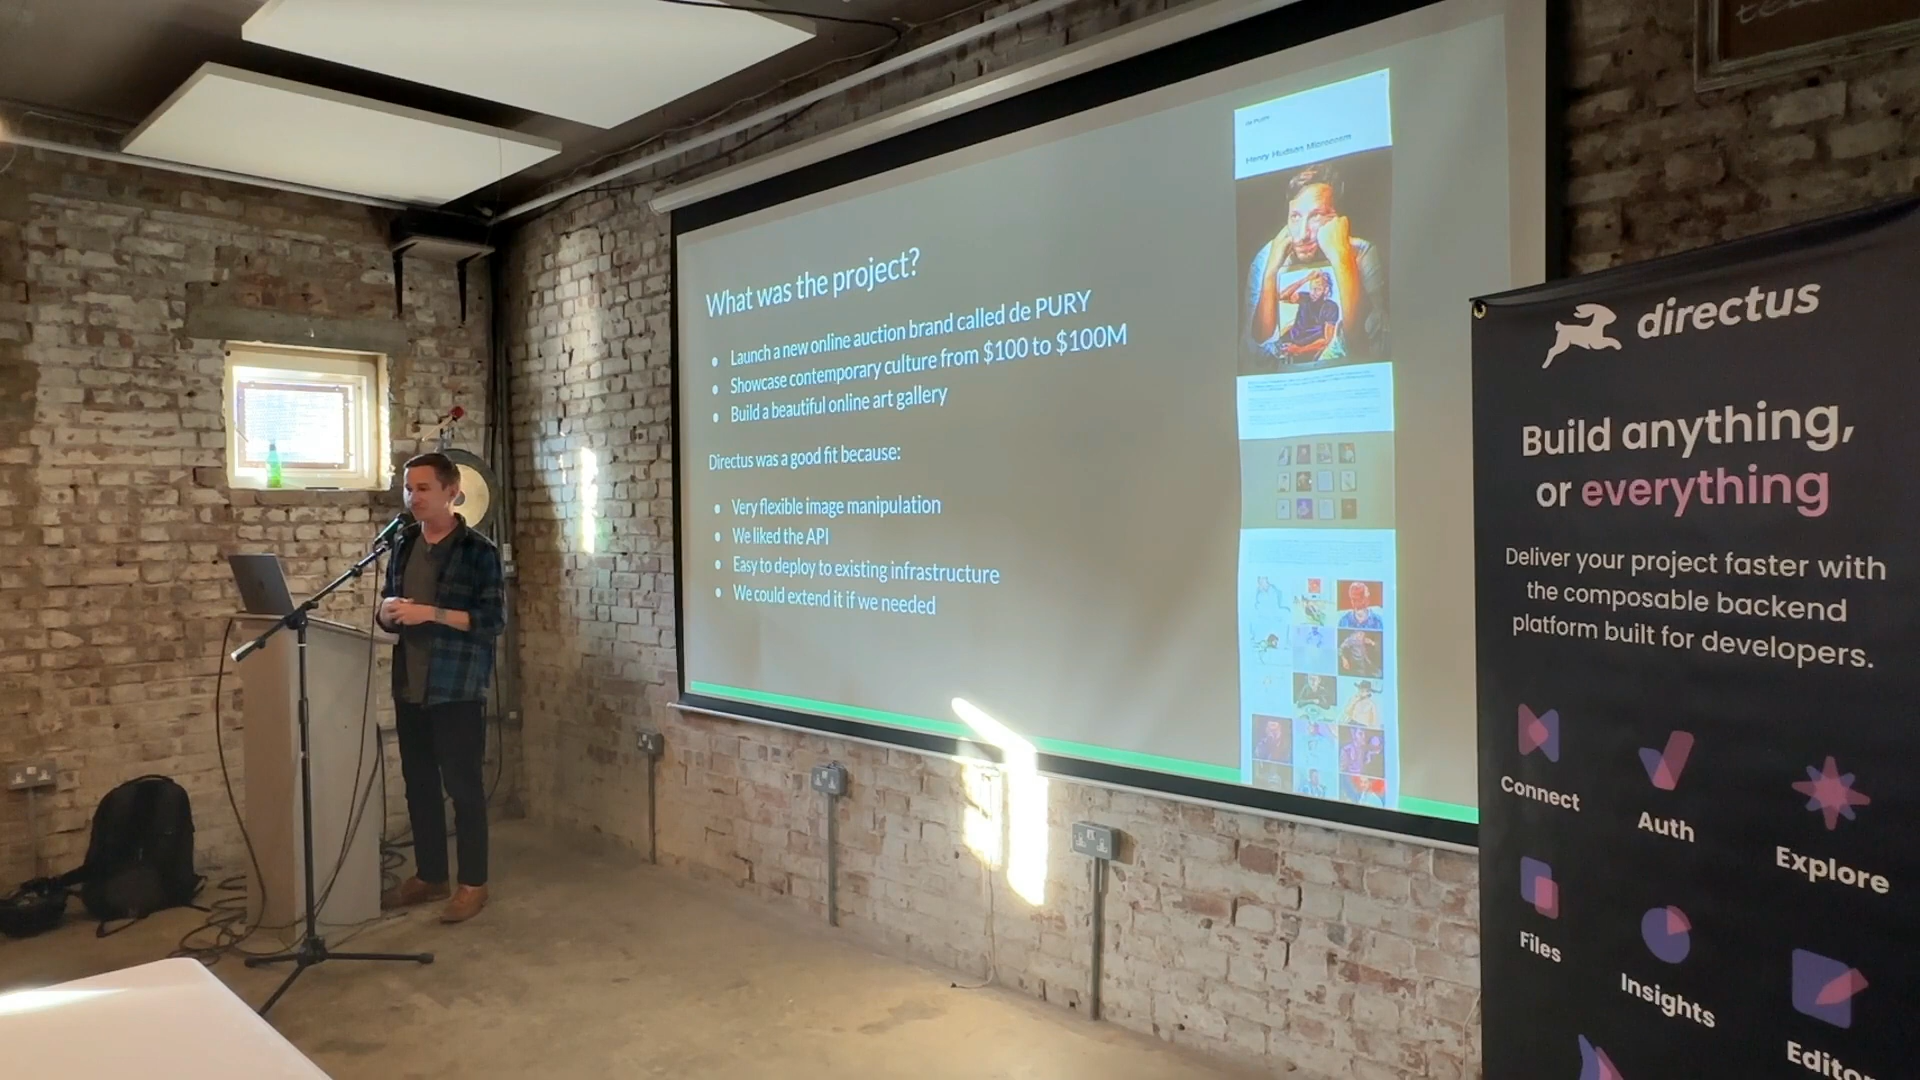 What was the project?
Launch a new online auction brand called de PURY
Showcase contemporary culture from $100 to $100M
Build a beautiful online art gallery
Directus was a good fit because:
Very flexible image manipulation
We liked the API
Easy to deploy to existing infrastructure
We could extend it if we needed
de PURY
Henry Hudson Microcosm
directus
Build anything,
or everything
Deliver your project faster with
the composable backend
platform built for developers.
Connect
Auth
Explore
Files
Insights
Editor